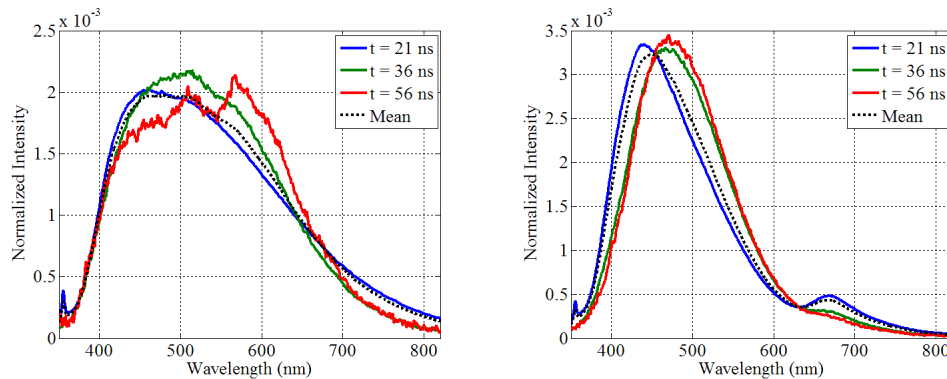 x 10⁻³
2.5
2
1.5
1
0.5
0
400 500 600 700 800
Wavelength (nm)
Normalized Intensity
t = 21 ns
t = 36 ns
t = 56 ns
Mean
x 10⁻³
3.5
3
2.5
2
1.5
1
0.5
0
400 500 600 700 800
Wavelength (nm)
Normalized Intensity
t = 21 ns
t = 36 ns
t = 56 ns
Mean